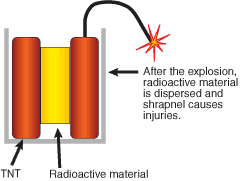 After the explosion,
radioactive material
is dispersed and
shrapnel causes
injuries.
TNT
Radioactive material